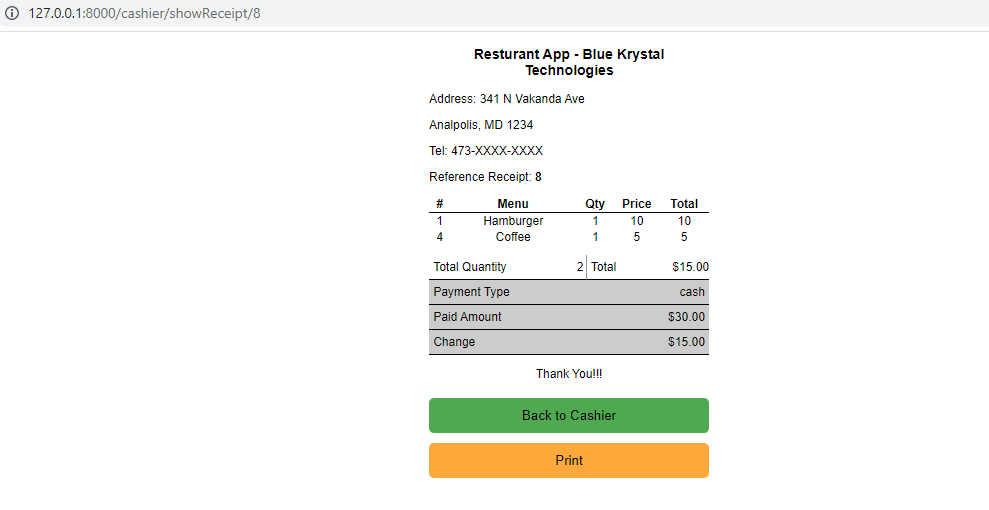 127.0.0.1:8000/cashier/showReceipt/8
Resturant App - Blue Krystal
Technologies
Address: 341 N Vakanda Ave
Analpolis, MD 1234
Tel: 473-XXXX-XXXX
Reference Receipt: 8
# Menu Qty Price Total
1 Hamburger 1 10 10
4 Coffee 1 5 5
Total Quantity 2 Total $15.00
Payment Type cash
Paid Amount $30.00
Change $15.00
Thank You!!!
Back to Cashier
Print